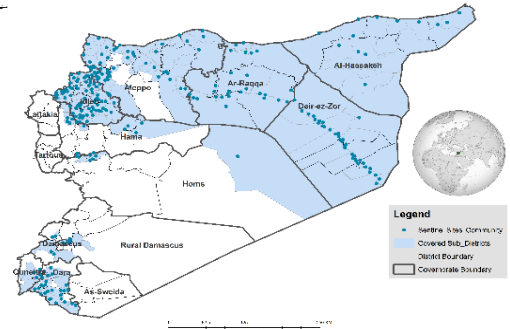 Al-Hassakeh
Aleppo
Ar-Raqqa
Idleb
Deir-ez-Zor
Lattakia
Hama
Tartous
Homs
Damascus
Rural Damascus
Quneitra
Dara
As-Sweida
Legend
Sentinel Sites Community
Covered Sub_Districts
District Boundary
Governorate Boundary